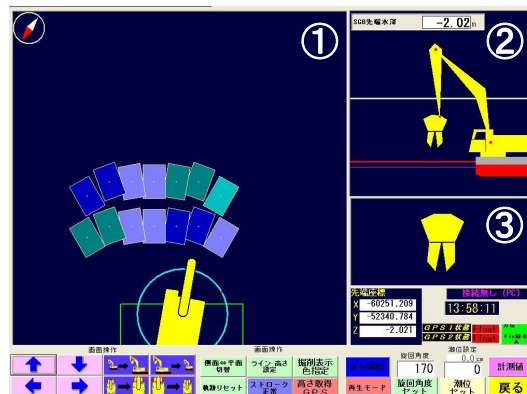 ①
SGB先端水深 -2.02m
②
③
先端座標
X -60251.209
Y -52340.784
Z -2.021
接続無し (PC)
13:58:11
GPS1状態 float
GPS2状態 float
画面操作
画面操作
側面⇔平面
切替
ライン 高さ
設定
掘削表示
色指定
軌跡リセット
ストローク
正常
高さ取得
GPS
再生モード
旋回角度
170
旋回角度
セット
潮位設定
0.0cm
0
潮位
セット
計測値
戻る